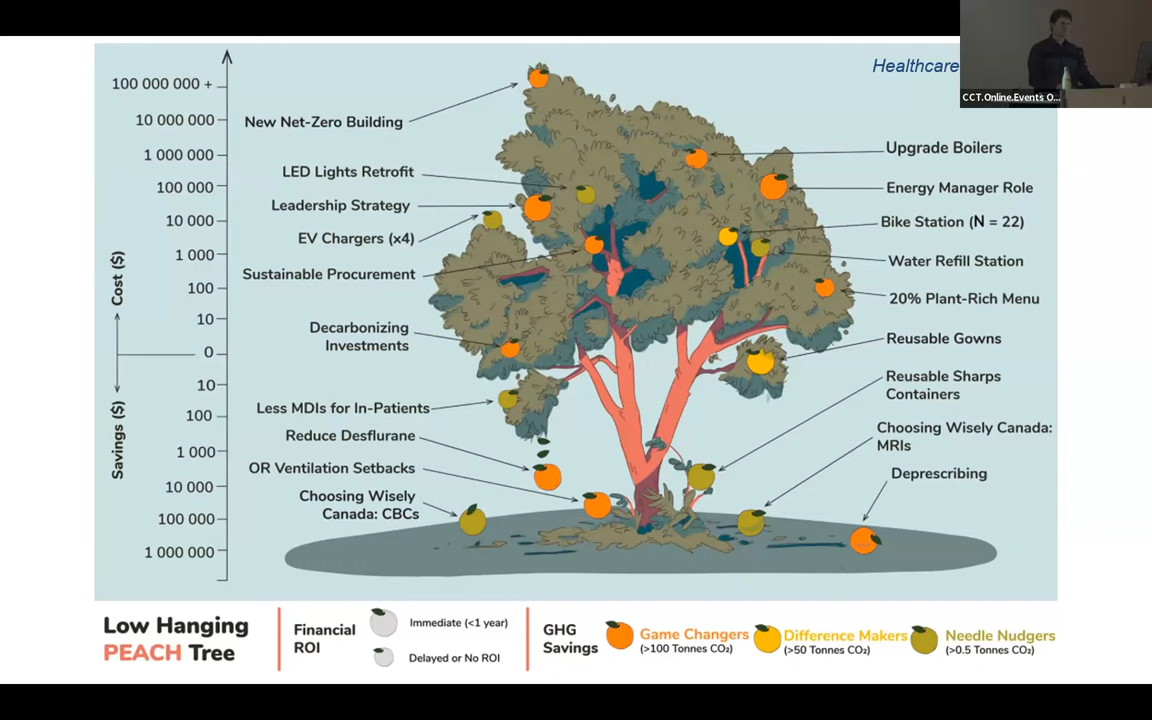 Healthcare
CCT.Online.Events O...
100 000 000 +
10 000 000
1 000 000
100 000
10 000
1 000
100
10
0
10
100
1 000
10 000
100 000
1 000 000
Cost ($)
Savings ($)
New Net-Zero Building
LED Lights Retrofit
Leadership Strategy
EV Chargers (x4)
Sustainable Procurement
Decarbonizing
Investments
Less MDIs for In-Patients
Reduce Desflurane
OR Ventilation Setbacks
Choosing Wisely
Canada: CBCs
Upgrade Boilers
Energy Manager Role
Bike Station (N = 22)
Water Refill Station
20% Plant-Rich Menu
Reusable Gowns
Reusable Sharps
Containers
Choosing Wisely Canada:
MRIs
Deprescribing
Low Hanging
PEACH Tree
Financial
ROI
Immediate (<1 year)
Delayed or No ROI
GHG
Savings
Game Changers
(>100 Tonnes CO₂)
Difference Makers
(>50 Tonnes CO₂)
Needle Nudgers
(>0.5 Tonnes CO₂)